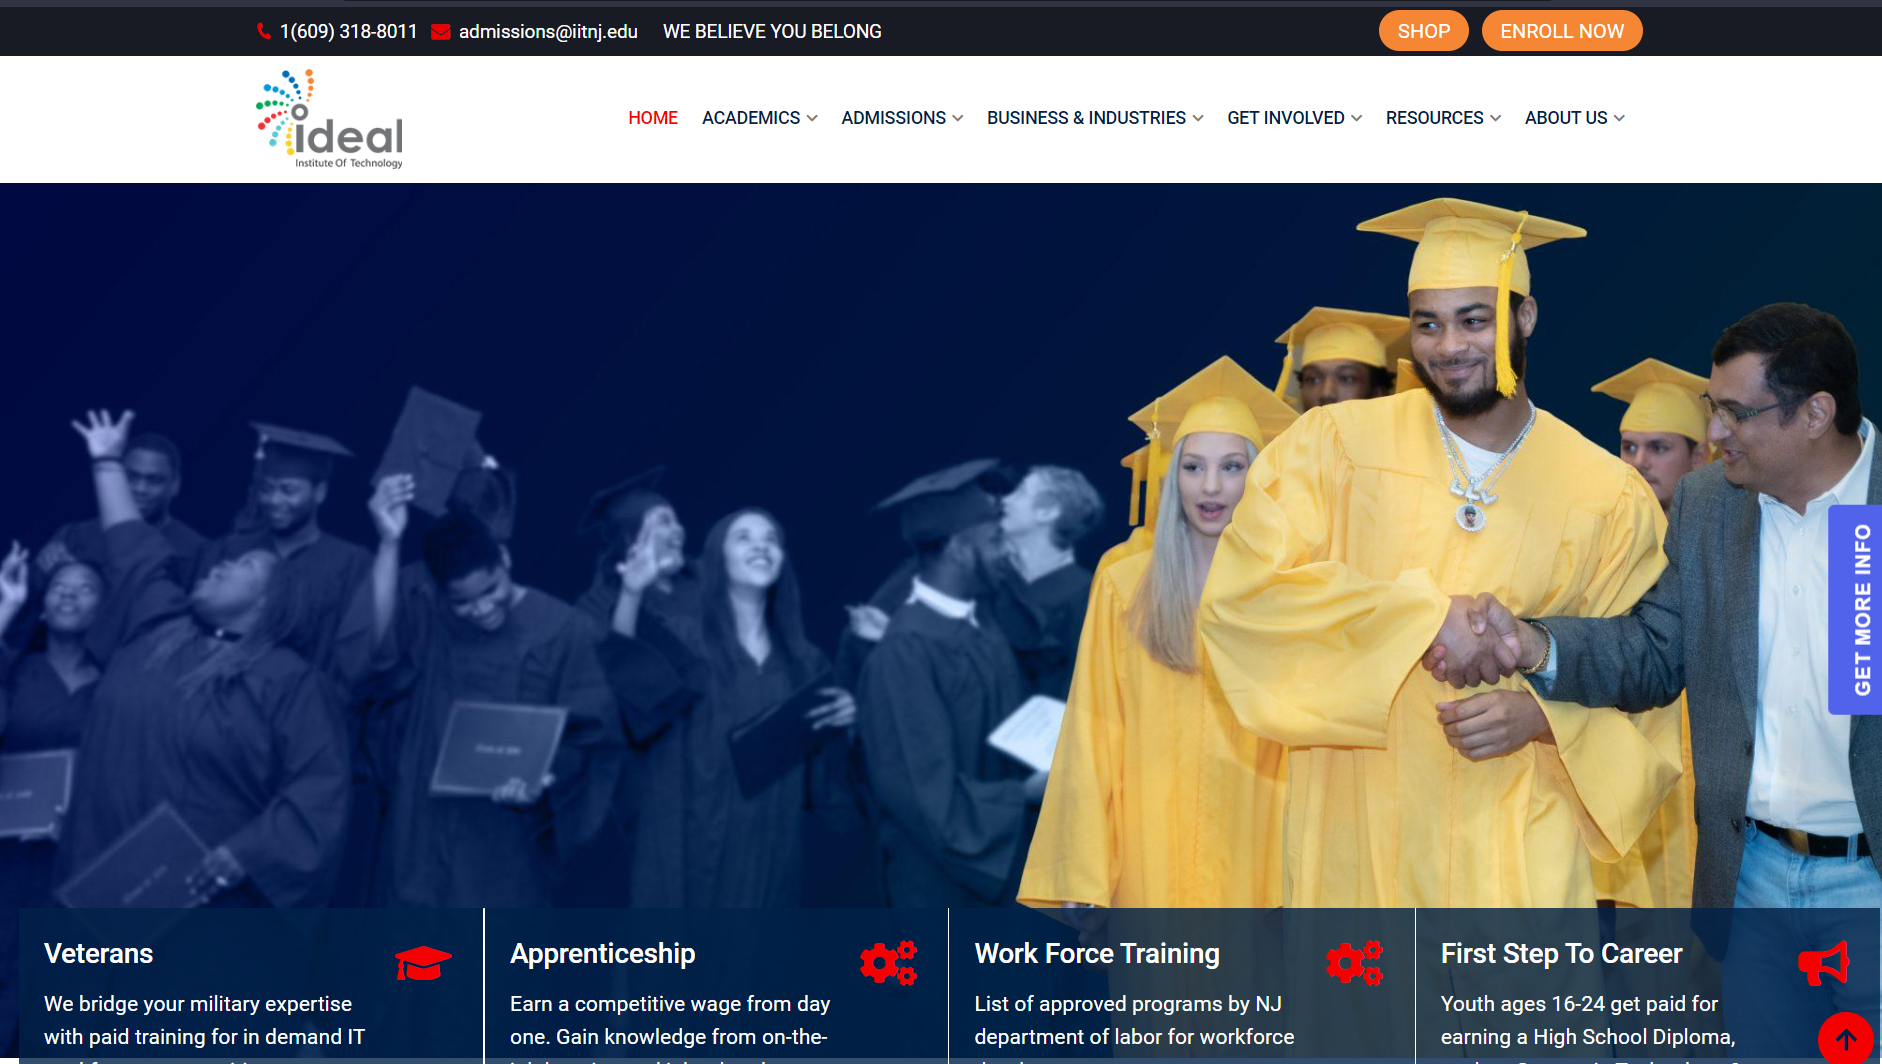 1(609) 318-8011 admissions@iitnj.edu WE BELIEVE YOU BELONG SHOP ENROLL NOW
ideal
Institute Of Technology
HOME ACADEMICS ADMISSIONS BUSINESS & INDUSTRIES GET INVOLVED RESOURCES ABOUT US
GET MORE INFO
Veterans
We bridge your military expertise
with paid training for in demand IT
Apprenticeship
Earn a competitive wage from day
one. Gain knowledge from on-the-
Work Force Training
List of approved programs by NJ
department of labor for workforce
First Step To Career
Youth ages 16-24 get paid for
earning a High School Diploma,